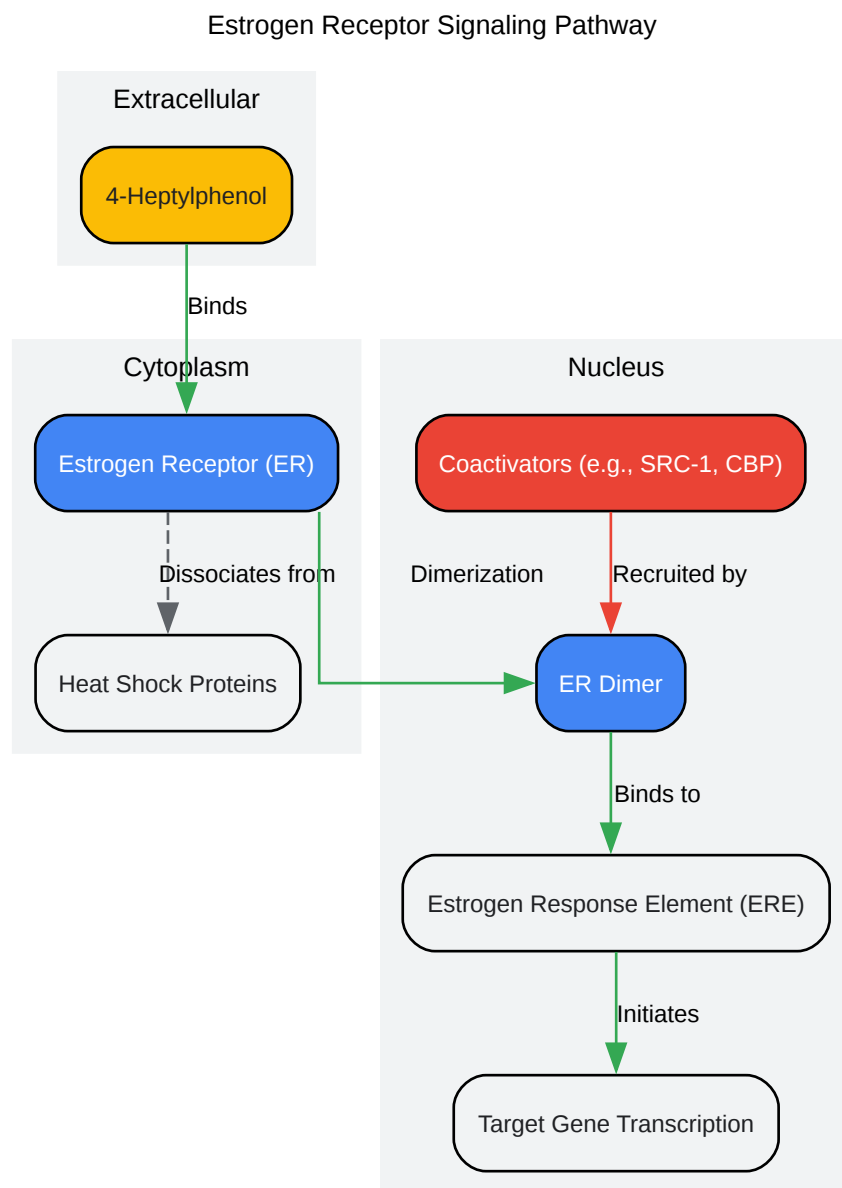 Estrogen Receptor Signaling Pathway
Extracellular
4-Heptylphenol
Binds
Cytoplasm
Nucleus
Estrogen Receptor (ER)
Coactivators (e.g., SRC-1, CBP)
Dissociates from
Dimerization
Recruited by
Heat Shock Proteins
ER Dimer
Binds to
Estrogen Response Element (ERE)
Initiates
Target Gene Transcription